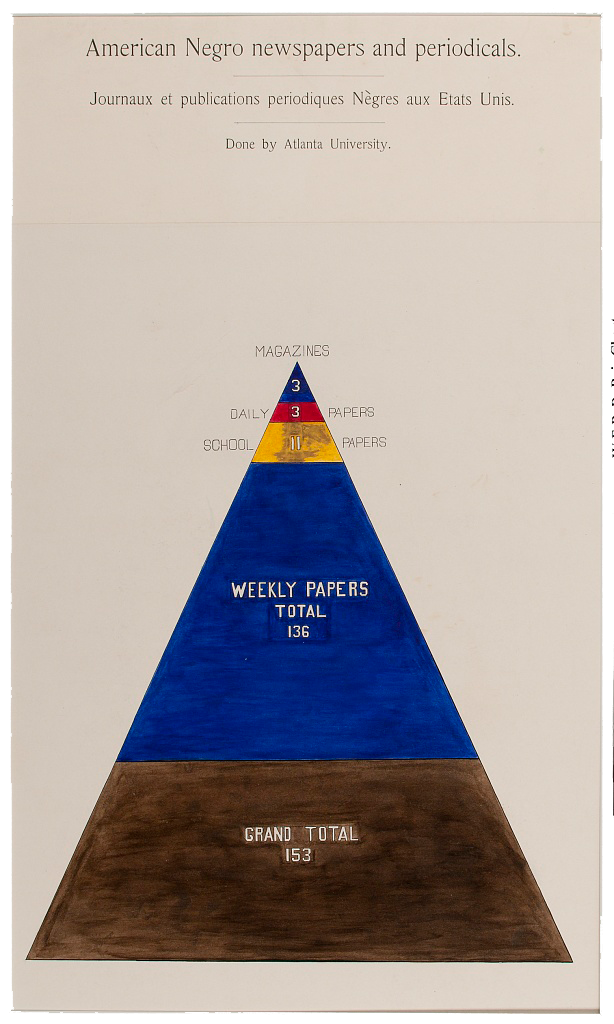 American Negro newspapers and periodicals.
Journaux et publications periodiques Nègres aux Etats Unis.
Done by Atlanta University.
MAGAZINES
3
DAILY 3 PAPERS
SCHOOL 11 PAPERS
WEEKLY PAPERS
TOTAL
136
GRAND TOTAL
153